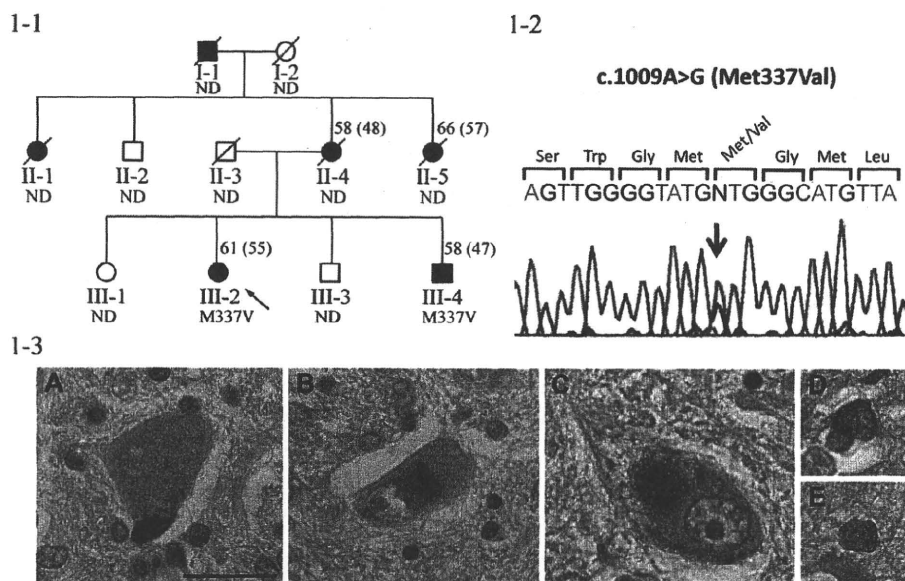 1-1
I-1
ND
I-2
ND
58 (48)
66 (57)
II-1
ND
II-2
ND
II-3
ND
II-4
ND
II-5
ND
61 (55)
58 (47)
III-1
ND
III-2
M337V
III-3
ND
III-4
M337V
1-2
c.1009A>G (Met337Val)
Ser Trp Gly Met Met/Val Gly Met Leu
AGTTGGGGTATGNTGGGCATGTTA
1-3
A
B
C
D
E